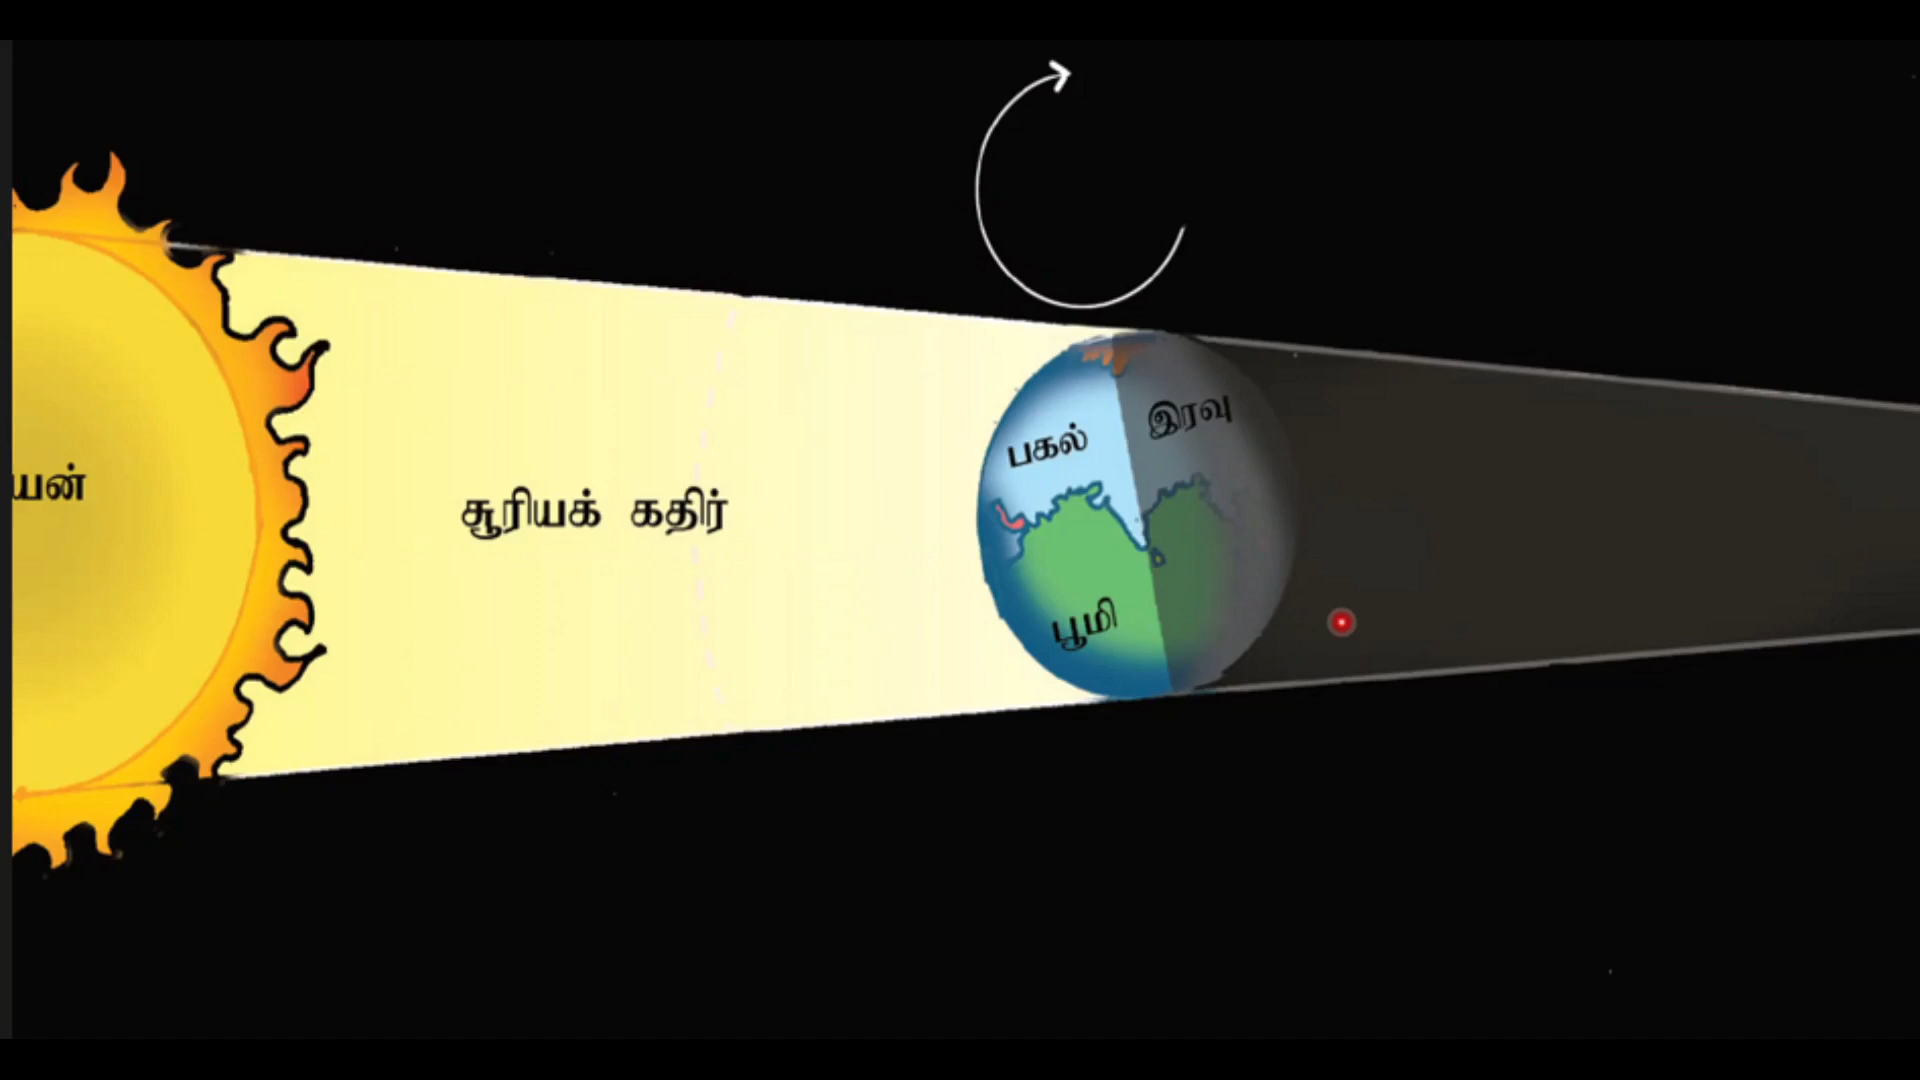 யன்
சூரியக் கதிர்
பகல்
இரவு
பூமி